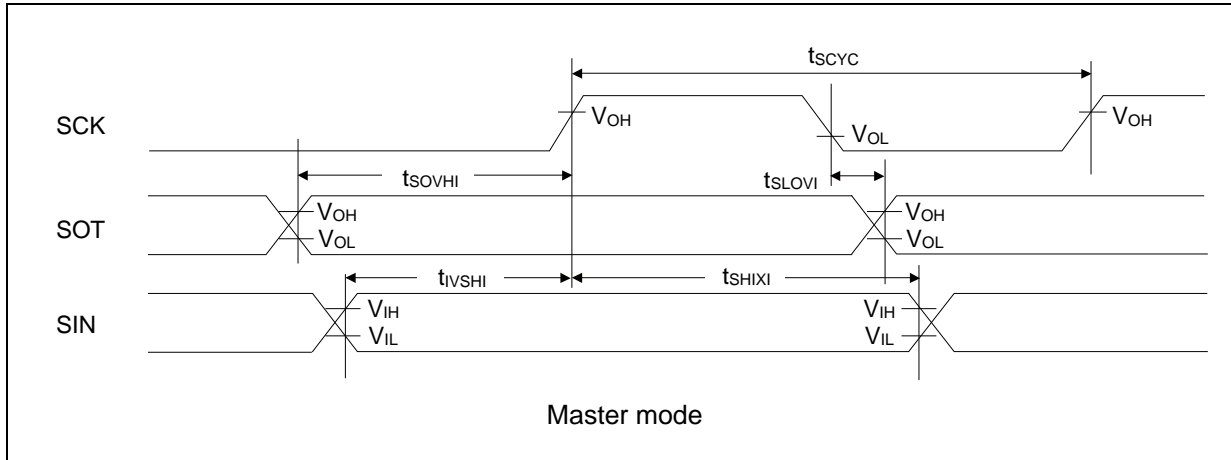 tSCYC
SCK
VOH
VOL
VOH
tSOVHI
tSLOVI
SOT
VOH
VOL
VOH
VOL
tIVSHI
tSHIXI
SIN
VIH
VIL
VIH
VIL
Master mode